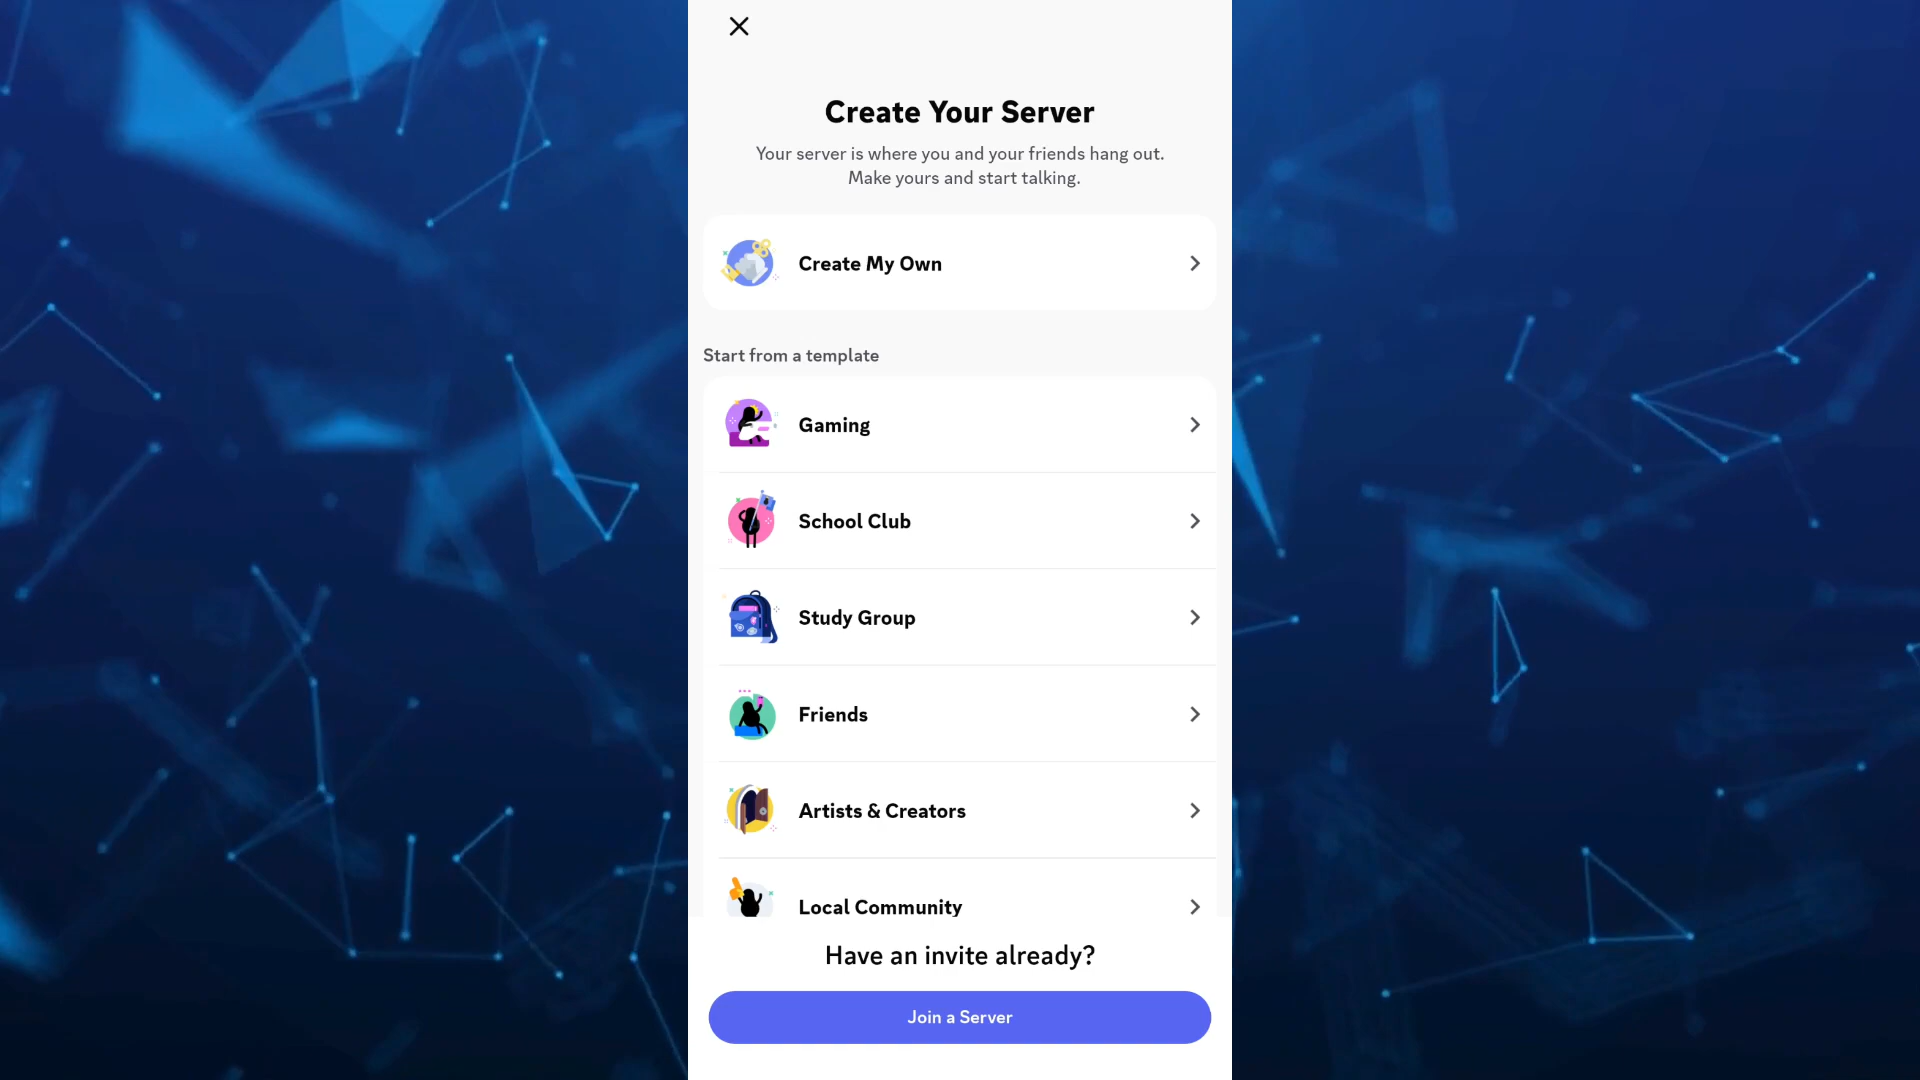 Create Your Server
Your server is where you and your friends hang out.
Make yours and start talking.
Create My Own
Start from a template
Gaming
School Club
Study Group
Friends
Artists & Creators
Local Community
Have an invite already?
Join a Server